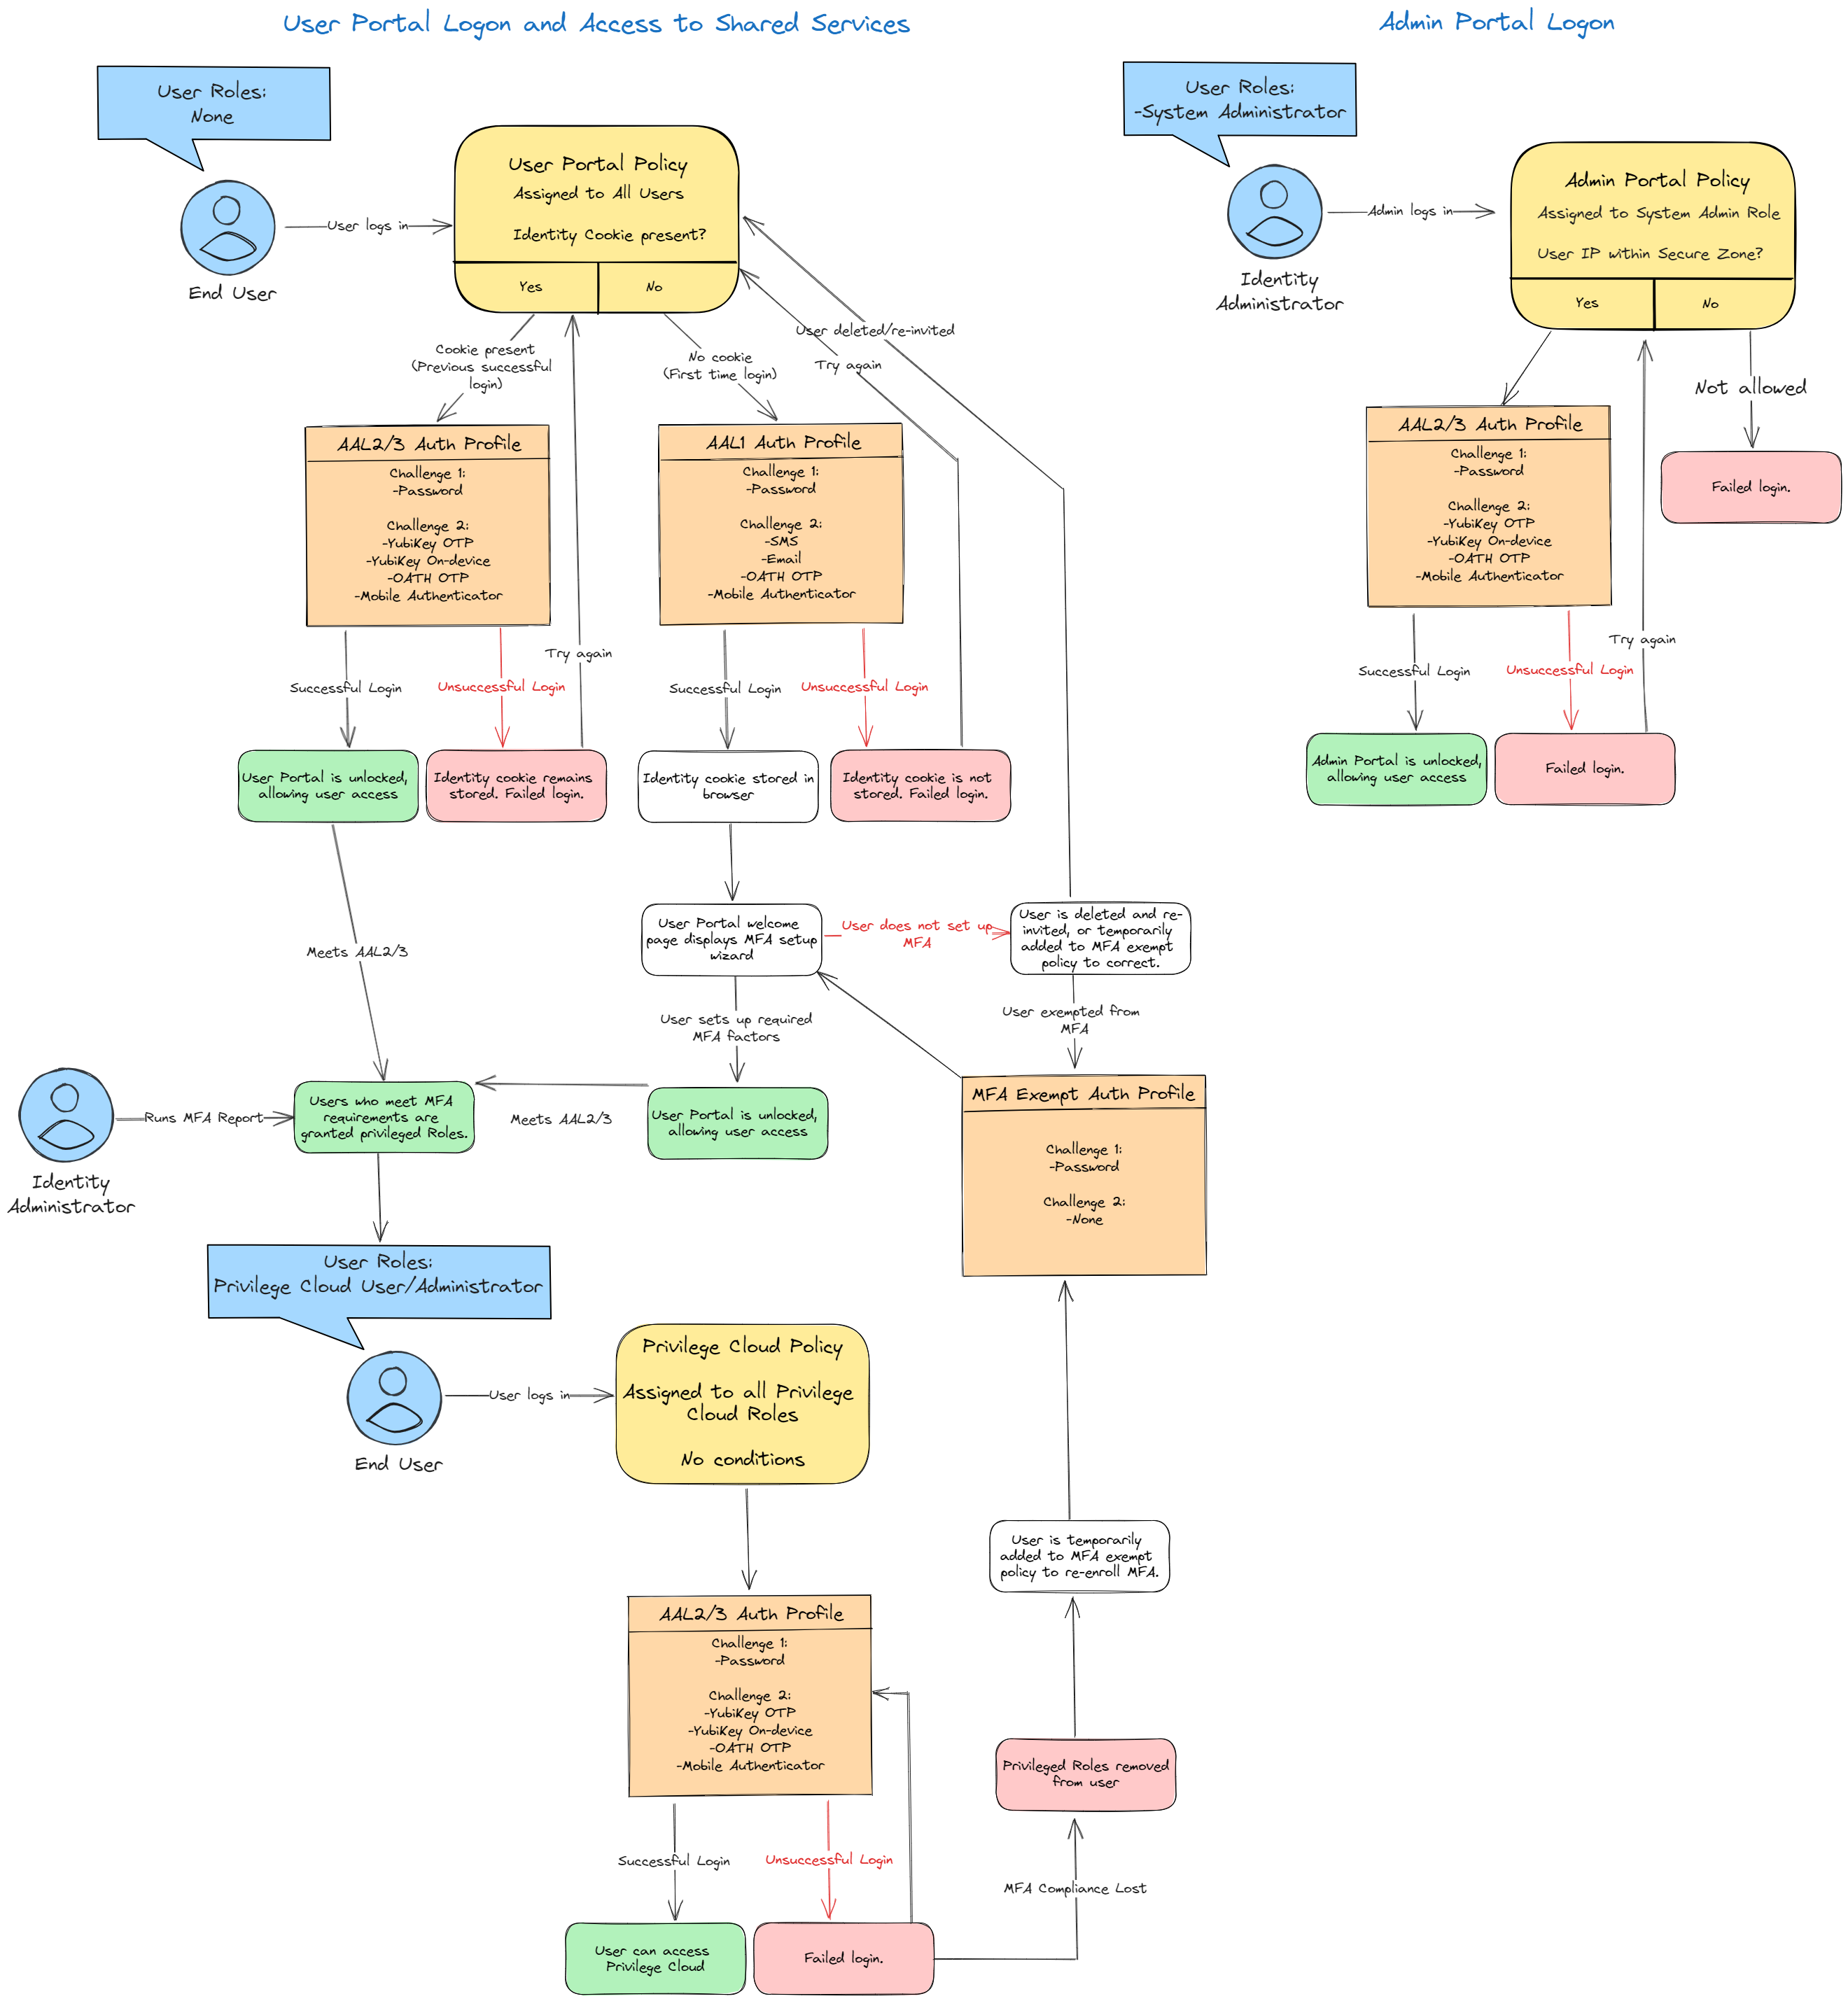 User Portal Logon and Access to Shared Services
Admin Portal Logon
User Roles:
None
End User
User logs in
User Portal Policy
Assigned to All Users
Identity Cookie present?
Yes
No
Cookie present
(Previous successful
login)
No cookie
(First time login)
User deleted/re-invited
Try again
AAL2/3 Auth Profile
Challenge 1:
-Password
Challenge 2:
-YubiKey OTP
-YubiKey On-device
-OATH OTP
-Mobile Authenticator
AAL1 Auth Profile
Challenge 1:
-Password
Challenge 2:
-SMS
-Email
-OATH OTP
-Mobile Authenticator
Try again
Successful Login
Unsuccessful Login
Successful Login
Unsuccessful Login
User Portal is unlocked,
allowing user access
Identity cookie remains
stored. Failed login.
Identity cookie stored in
browser
Identity cookie is not
stored. Failed login.
User Portal welcome
page displays MFA setup
wizard
User does not set up
MFA
User is deleted and re-
invited, or temporarily
added to MFA exempt
policy to correct.
Meets AAL2/3
User sets up required
MFA factors
User exempted from
MFA
Identity
Administrator
Runs MFA Report
Users who meet MFA
requirements are
granted privileged Roles.
Meets AAL2/3
User Portal is unlocked,
allowing user access
MFA Exempt Auth Profile
Challenge 1:
-Password
Challenge 2:
-None
User Roles:
Privilege Cloud User/Administrator
End User
User logs in
Privilege Cloud Policy
Assigned to all Privilege
Cloud Roles
No conditions
User is temporarily
added to MFA exempt
policy to re-enroll MFA.
AAL2/3 Auth Profile
Challenge 1:
-Password
Challenge 2:
-YubiKey OTP
-YubiKey On-device
-OATH OTP
-Mobile Authenticator
Privileged Roles removed
from user
Successful Login
Unsuccessful Login
MFA Compliance Lost
User can access
Privilege Cloud
Failed login.
User Roles:
-System Administrator
Identity
Administrator
Admin logs in
Admin Portal Policy
Assigned to System Admin Role
User IP within Secure Zone?
Yes
No
Not allowed
Failed login.
AAL2/3 Auth Profile
Challenge 1:
-Password
Challenge 2:
-YubiKey OTP
-YubiKey On-device
-OATH OTP
-Mobile Authenticator
Try again
Successful Login
Unsuccessful Login
Admin Portal is unlocked,
allowing user access
Failed login.